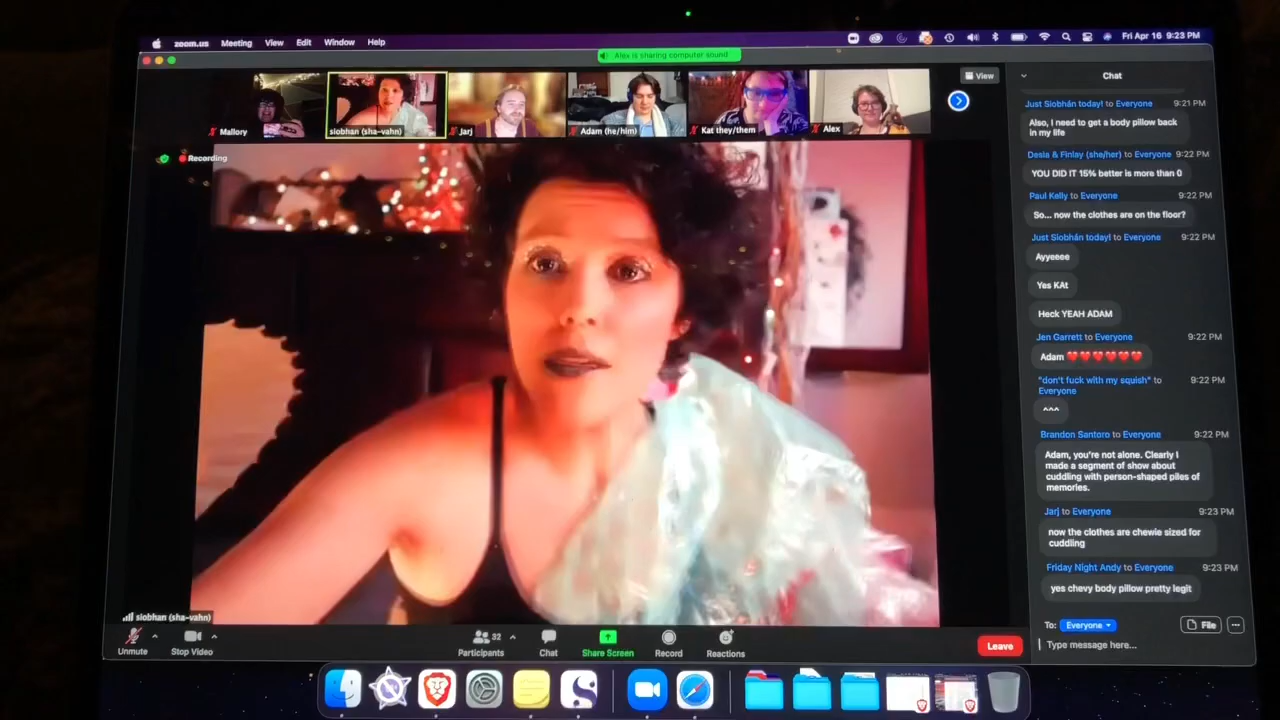 zoom.us Meeting View Edit Window Help
Fri Apr 16 9:23 PM
Alex is sharing computer sound
View
Mallory
siobhan (sha-vahn)
Jarj
Adam (he/him)
Kat they/them
Alex
Recording
Chat
Just Siobhán today! to Everyone 9:21 PM
Also, I need to get a body pillow back
in my life
Desia & Finlay (she/her) to Everyone 9:22 PM
YOU DID IT 15% better is more than 0
Paul Kelly to Everyone 9:22 PM
So... now the clothes are on the floor?
Just Siobhán today! to Everyone 9:22 PM
Ayyeeee
Yes KAt
Heck YEAH ADAM
Jen Garrett to Everyone 9:22 PM
Adam ❤️❤️❤️❤️❤️❤️
"don't fuck with my squish" to 9:22 PM
Everyone
^^^
Brandon Santoro to Everyone 9:22 PM
Adam, you're not alone. Clearly I
made a segment of show about
cuddling with person-shaped piles of
memories.
Jarj to Everyone 9:23 PM
now the clothes are chewie sized for
cuddling
Friday Night Andy to Everyone 9:23 PM
yes chevy body pillow pretty legit
To: Everyone File
Type message here...
siobhan (sha-vahn)
Unmute
Stop Video
32
Participants
Chat
Share Screen
Record
Reactions
Leave